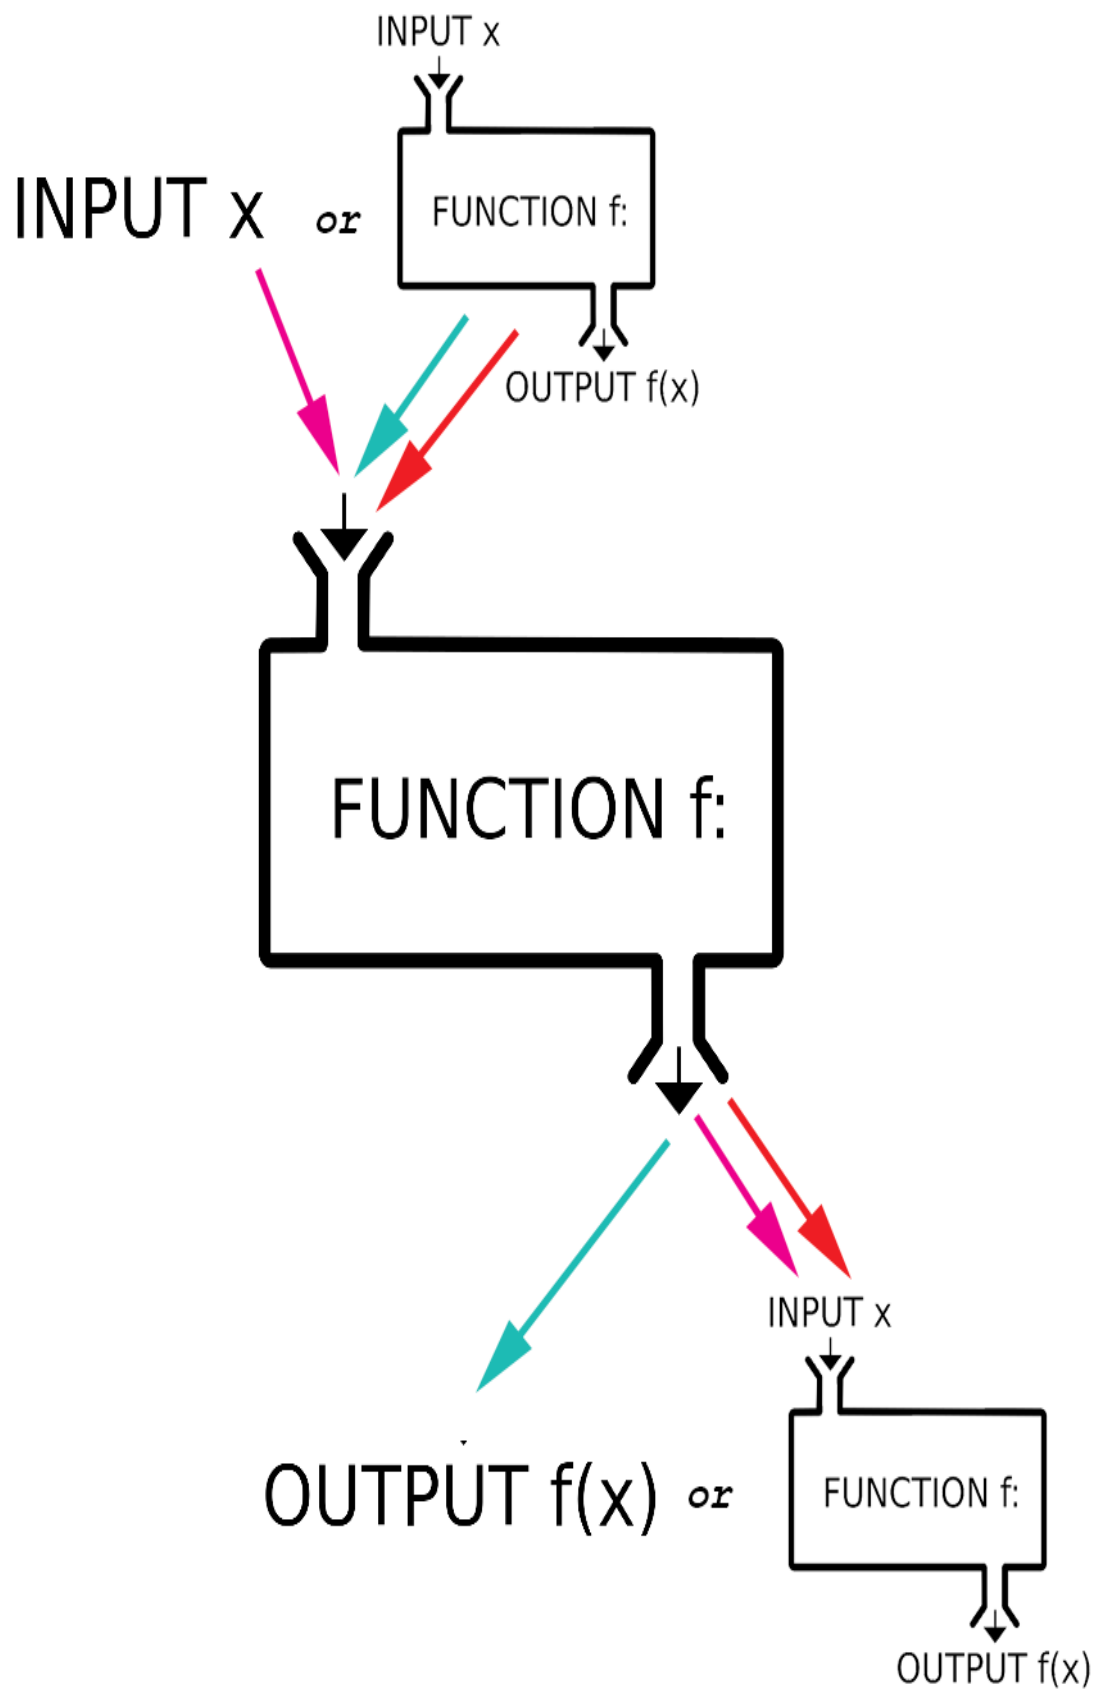 INPUT x
INPUT x or
FUNCTION f:
OUTPUT f(x)
FUNCTION f:
INPUT x
OUTPUT f(x) or
FUNCTION f:
OUTPUT f(x)